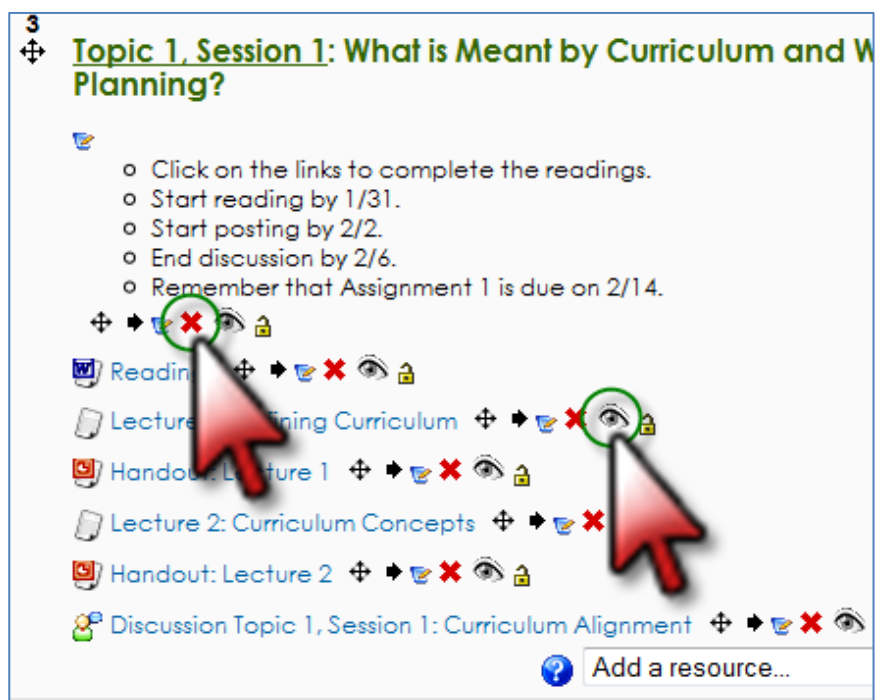 3
Topic 1, Session 1: What is Meant by Curriculum and
Planning?
Click on the links to complete the readings.
Start reading by 1/31.
Start posting by 2/2.
End discussion by 2/6.
Remember that Assignment 1 is due on 2/14.
Lecture Curriculum
Handout: Lecture 1
Lecture 2: Curriculum Concepts
Handout: Lecture 2
Discussion Topic 1, Session 1: Curriculum Alignment
Add a resource...